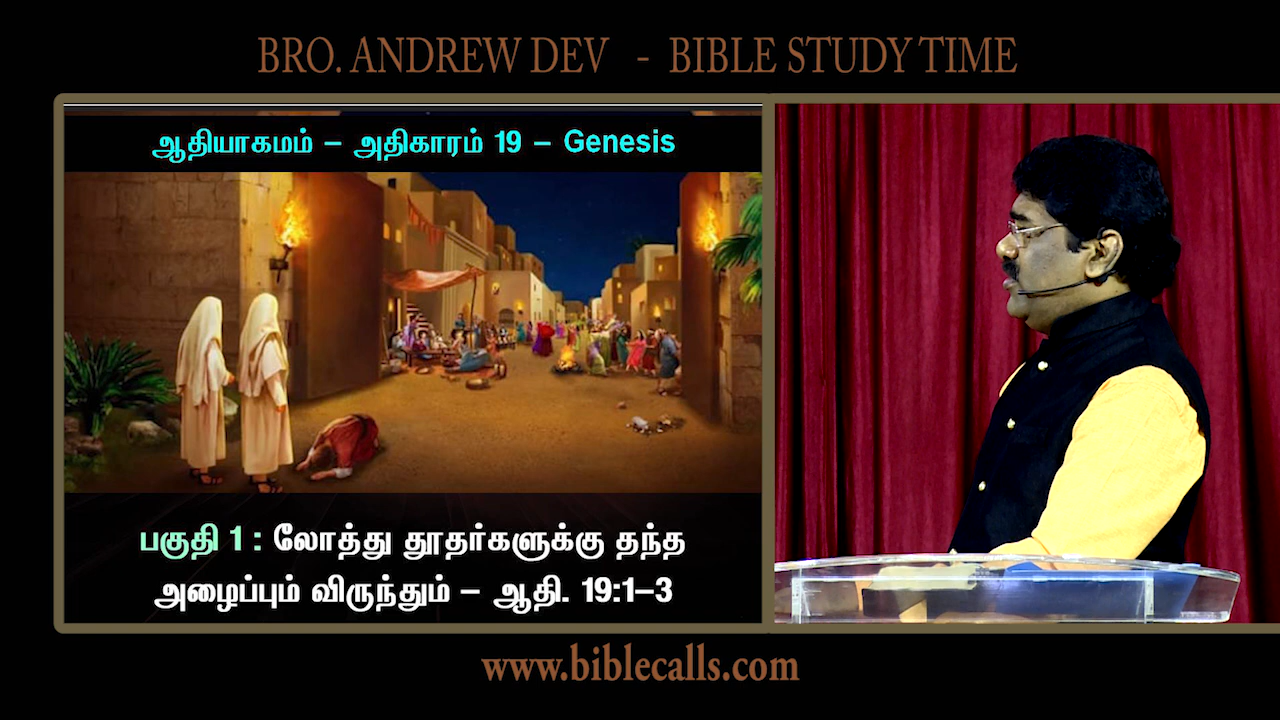 BRO. ANDREW DEV - BIBLE STUDY TIME
ஆதியாகமம் – அதிகாரம் 19 – Genesis
பகுதி 1 : லோத்து தூதர்களுக்கு தந்த
அழைப்பும் விருந்தும் – ஆதி. 19:1–3
www.biblecalls.com